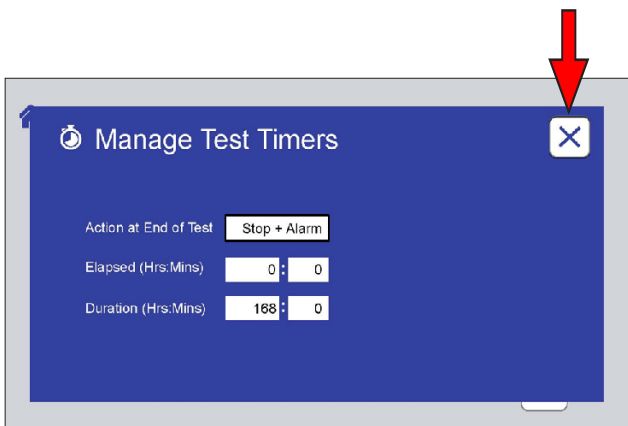 Manage Test Timers
Action at End of Test Stop + Alarm
Elapsed (Hrs:Mins) 0 : 0
Duration (Hrs:Mins) 168 : 0